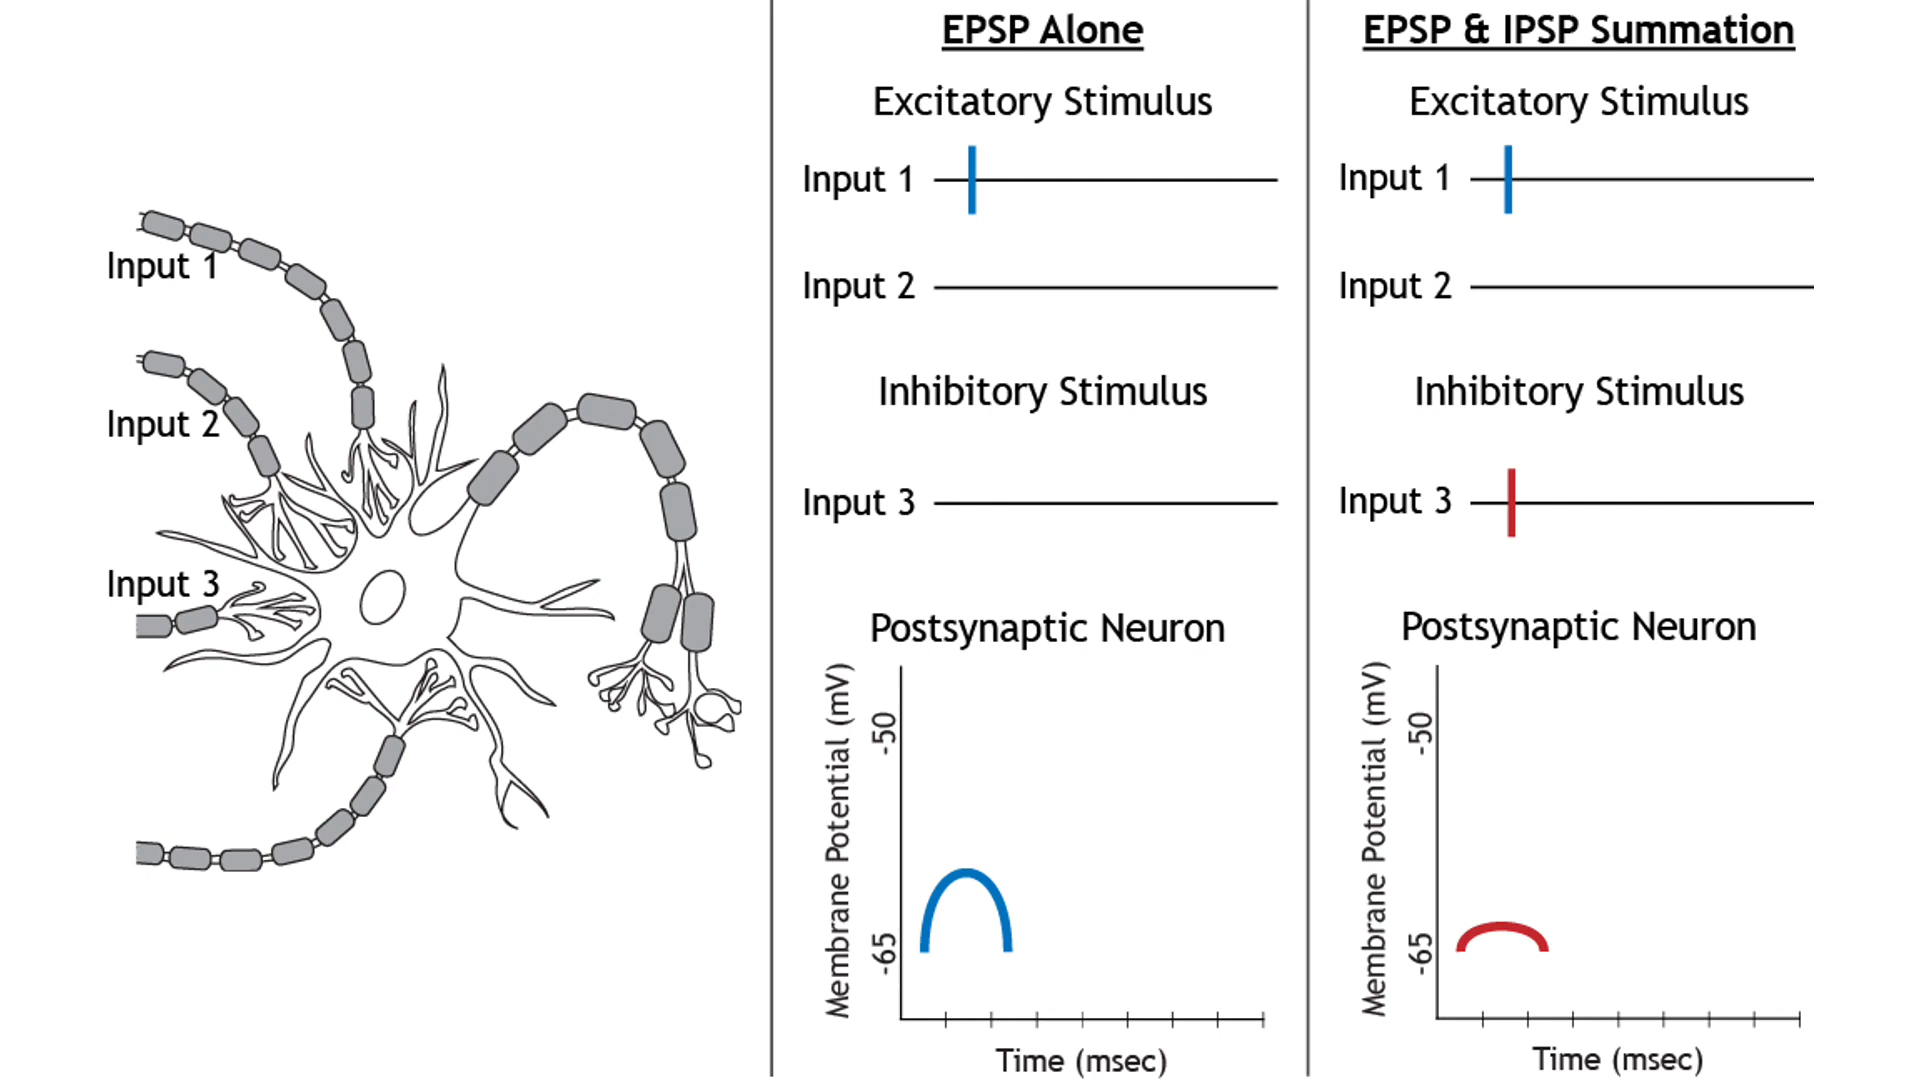 Input 1
Input 2
Input 3
EPSP Alone
Excitatory Stimulus
Input 1
Input 2
Inhibitory Stimulus
Input 3
Postsynaptic Neuron
Membrane Potential (mV)
-50
-65
Time (msec)
EPSP & IPSP Summation
Excitatory Stimulus
Input 1
Input 2
Inhibitory Stimulus
Input 3
Postsynaptic Neuron
Membrane Potential (mV)
-50
-65
Time (msec)